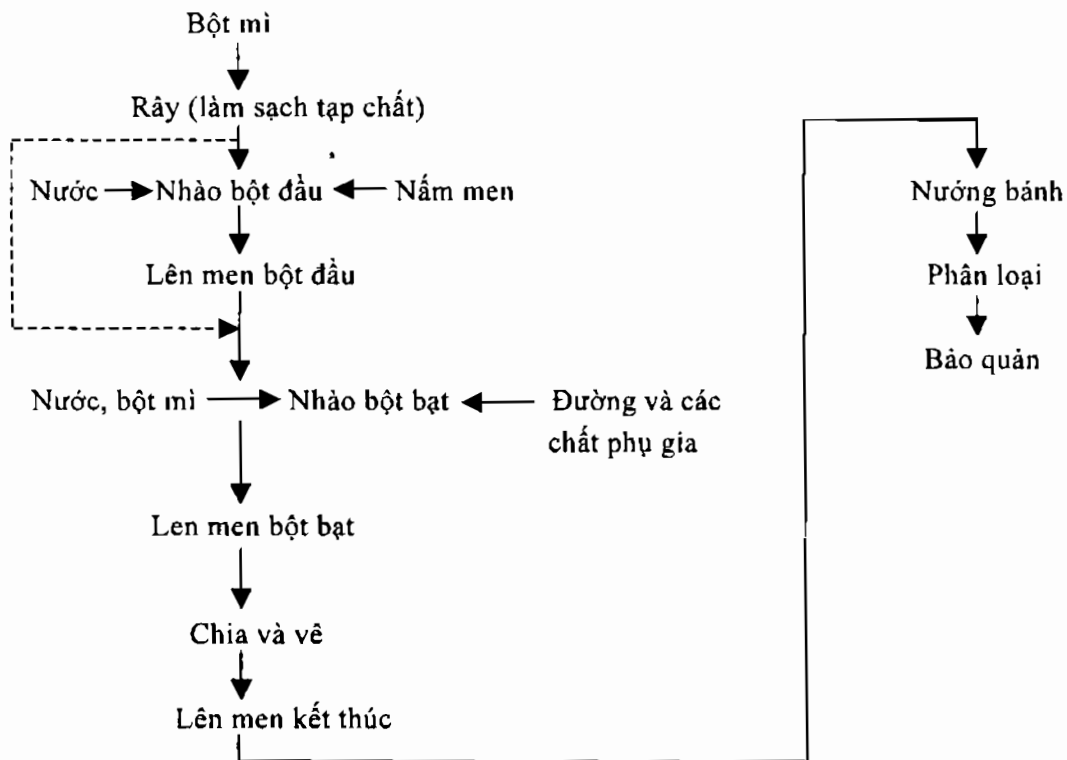 Bột mì
Rây (làm sạch tạp chất)
Nước
Nhào bột đầu
Nấm men
Lên men bột đầu
Nước, bột mì
Nhào bột bạt
Đường và các
chất phụ gia
Len men bột bạt
Chia và vê
Lên men kết thúc
Nướng bánh
Phân loại
Bảo quản